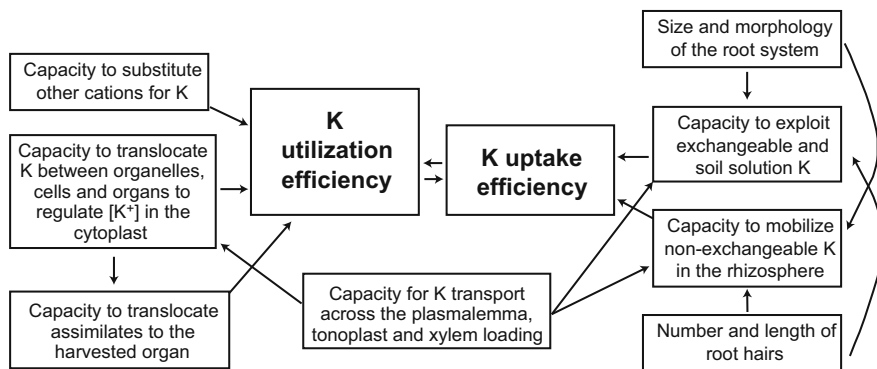 Capacity to substitute
other cations for K
Capacity to translocate
K between organelles,
cells and organs to
regulate [K⁺] in the
cytoplast
Capacity to translocate
assimilates to the
harvested organ
K
utilization
efficiency
K uptake
efficiency
Capacity for K transport
across the plasmalemma,
tonoplast and xylem loading
Size and morphology
of the root system
Capacity to exploit
exchangeable and
soil solution K
Capacity to mobilize
non-exchangeable K
in the rhizosphere
Number and length of
root hairs